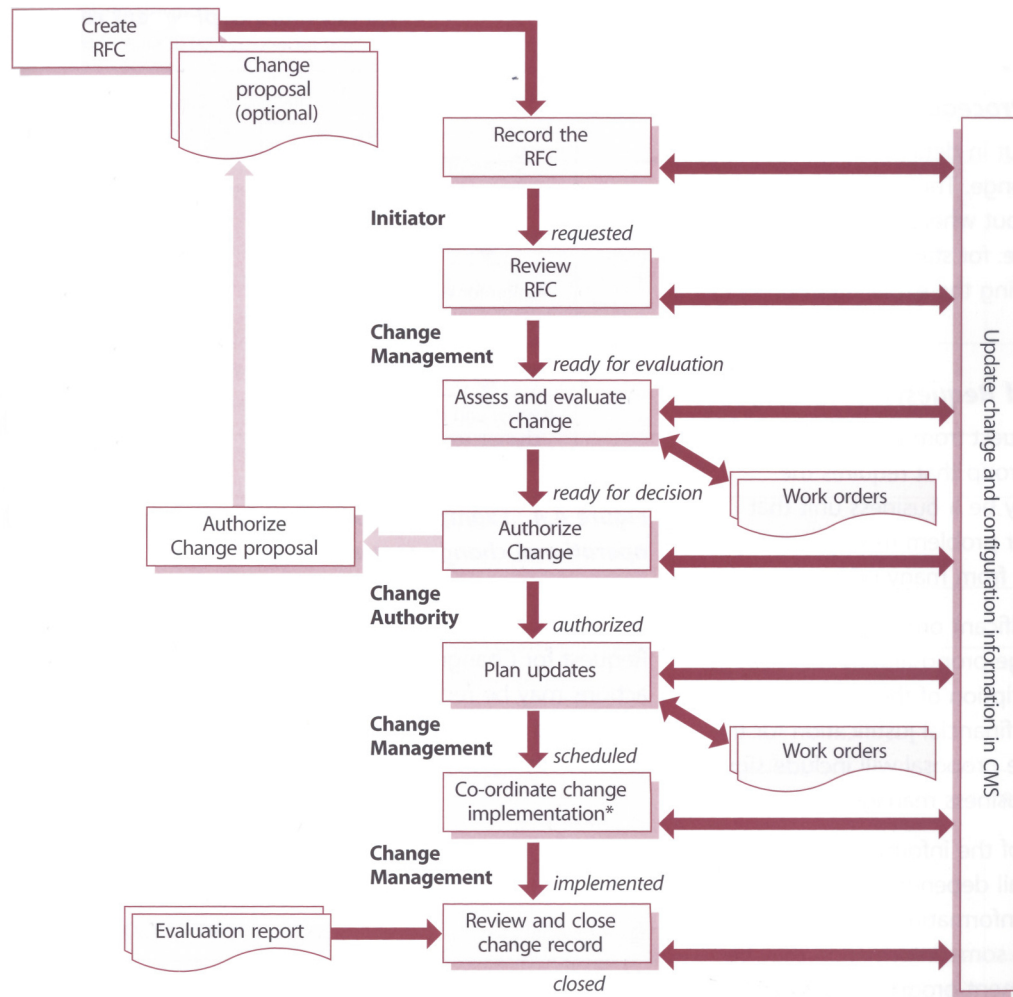 Create
RFC
Change
proposal
(optional)
Record the
RFC
Initiator
requested
Review
RFC
Change
Management
ready for evaluation
Assess and evaluate
change
Work orders
ready for decision
Authorize
Change proposal
Authorize
Change
Change
Authority
authorized
Plan updates
Change
Management
scheduled
Work orders
Co-ordinate change
implementation*
Change
Management
implemented
Evaluation report
Review and close
change record
closed
Update change and configuration information in CMS